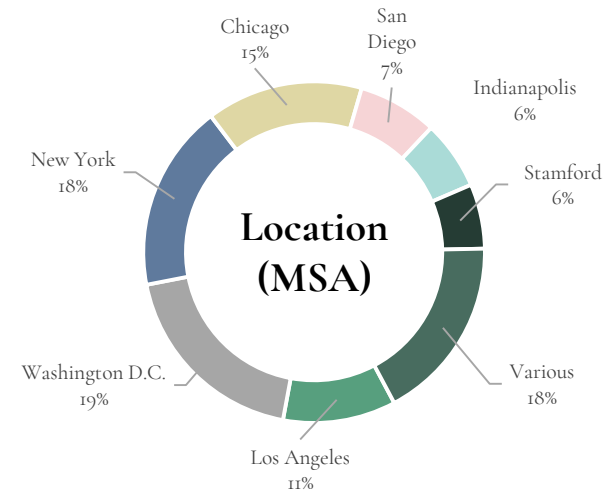 San
Diego
7%
Chicago
15%
Indianapolis
6%
New York
18%
Stamford
6%
Location
(MSA)
Washington D.C.
19%
Various
18%
Los Angeles
11%